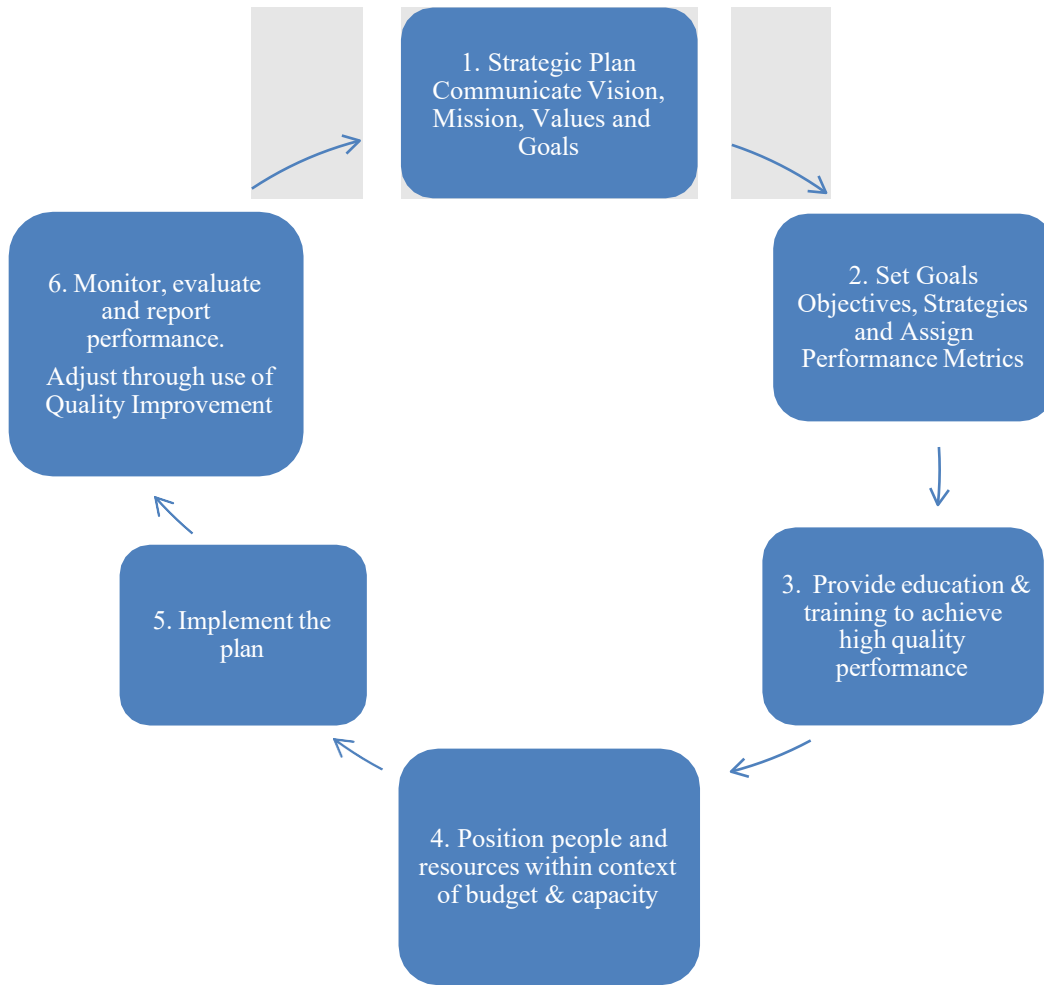 1. Strategic Plan
Communicate Vision,
Mission, Values and
Goals
2. Set Goals
Objectives, Strategies
and Assign
Performance Metrics
3. Provide education &
training to achieve
high quality
performance
4. Position people and
resources within context
of budget & capacity
5. Implement the
plan
6. Monitor, evaluate
and report
performance.
Adjust through use of
Quality Improvement